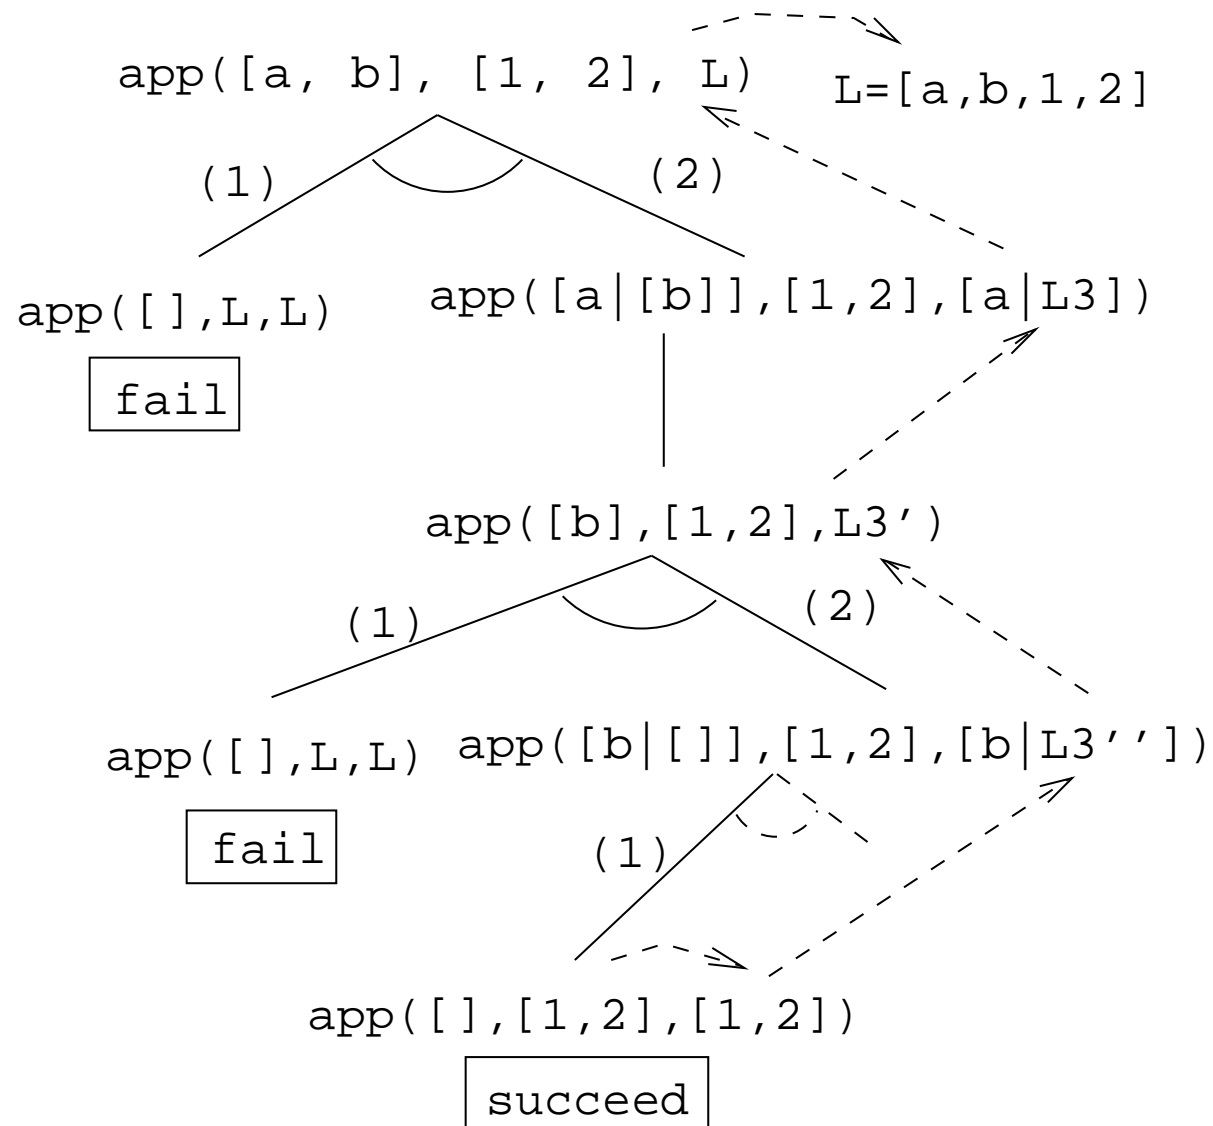 app([a, b], [1, 2], L)
L=[a,b,1,2]
(1)
(2)
app([],L,L)
app([a|[b]],[1,2],[a|L3])
fail
app([b],[1,2],L3')
(1)
(2)
app([],L,L)
app([b|[]],[1,2],[b|L3''])
fail
(1)
app([],[1,2],[1,2])
succeed